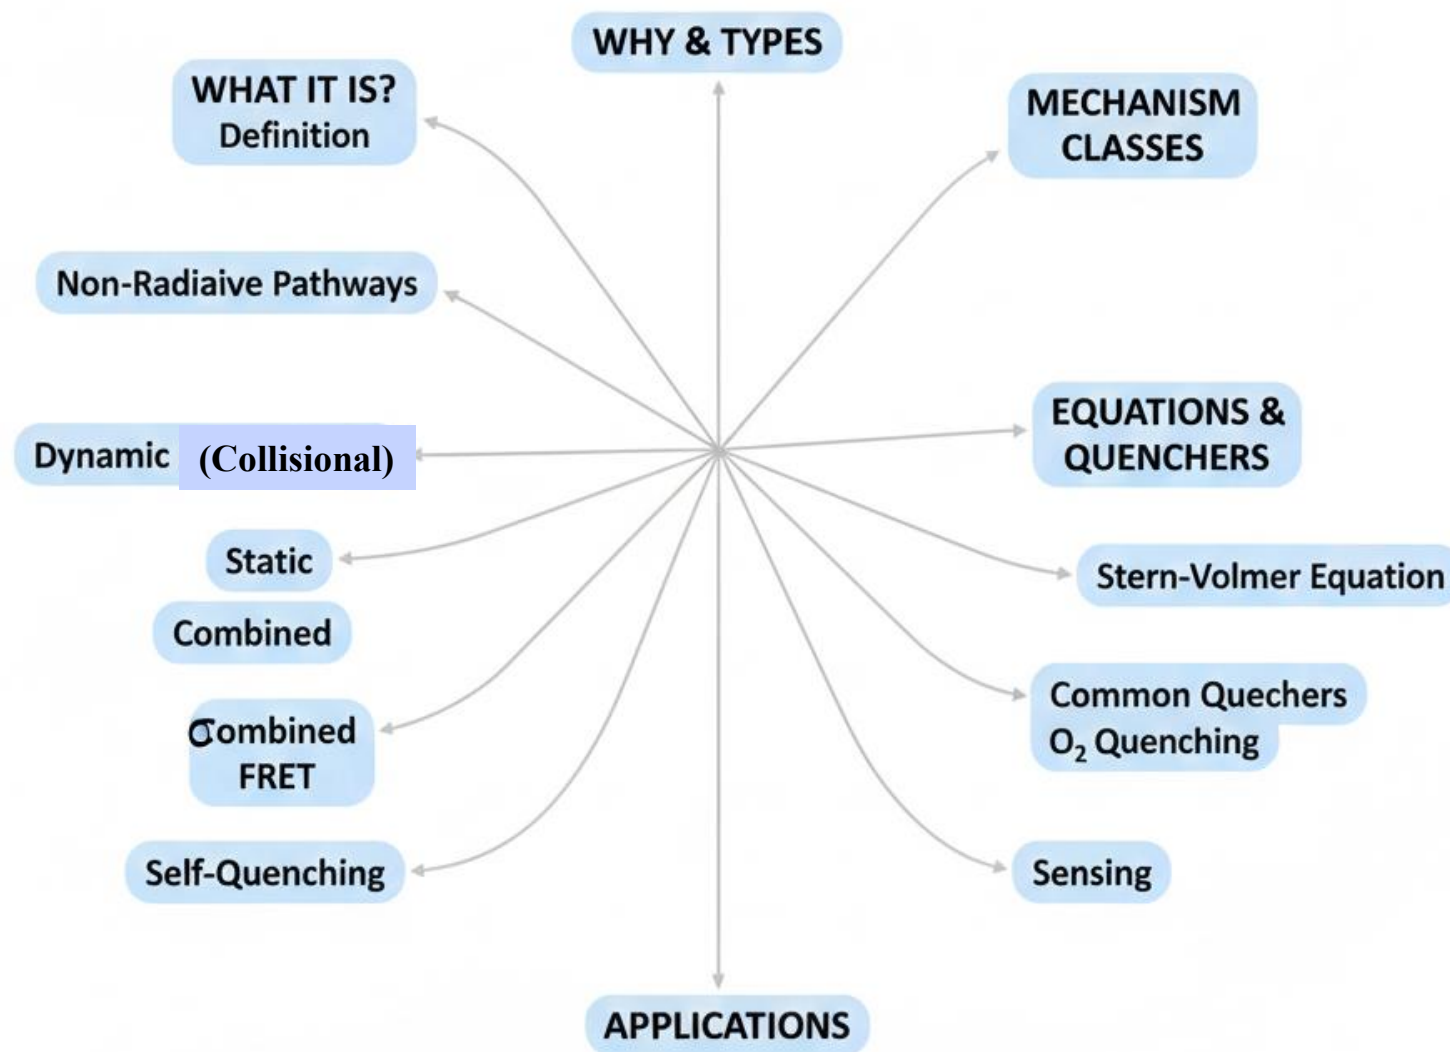 WHY & TYPES
WHAT IT IS?
Definition
MECHANISM
CLASSES
Non-Radiaive Pathways
EQUATIONS &
QUENCHERS
Dynamic (Collisional)
Static
Stern-Volmer Equation
Combined
Common Quechers
O₂ Quenching
Combined
FRET
Self-Quenching
Sensing
APPLICATIONS